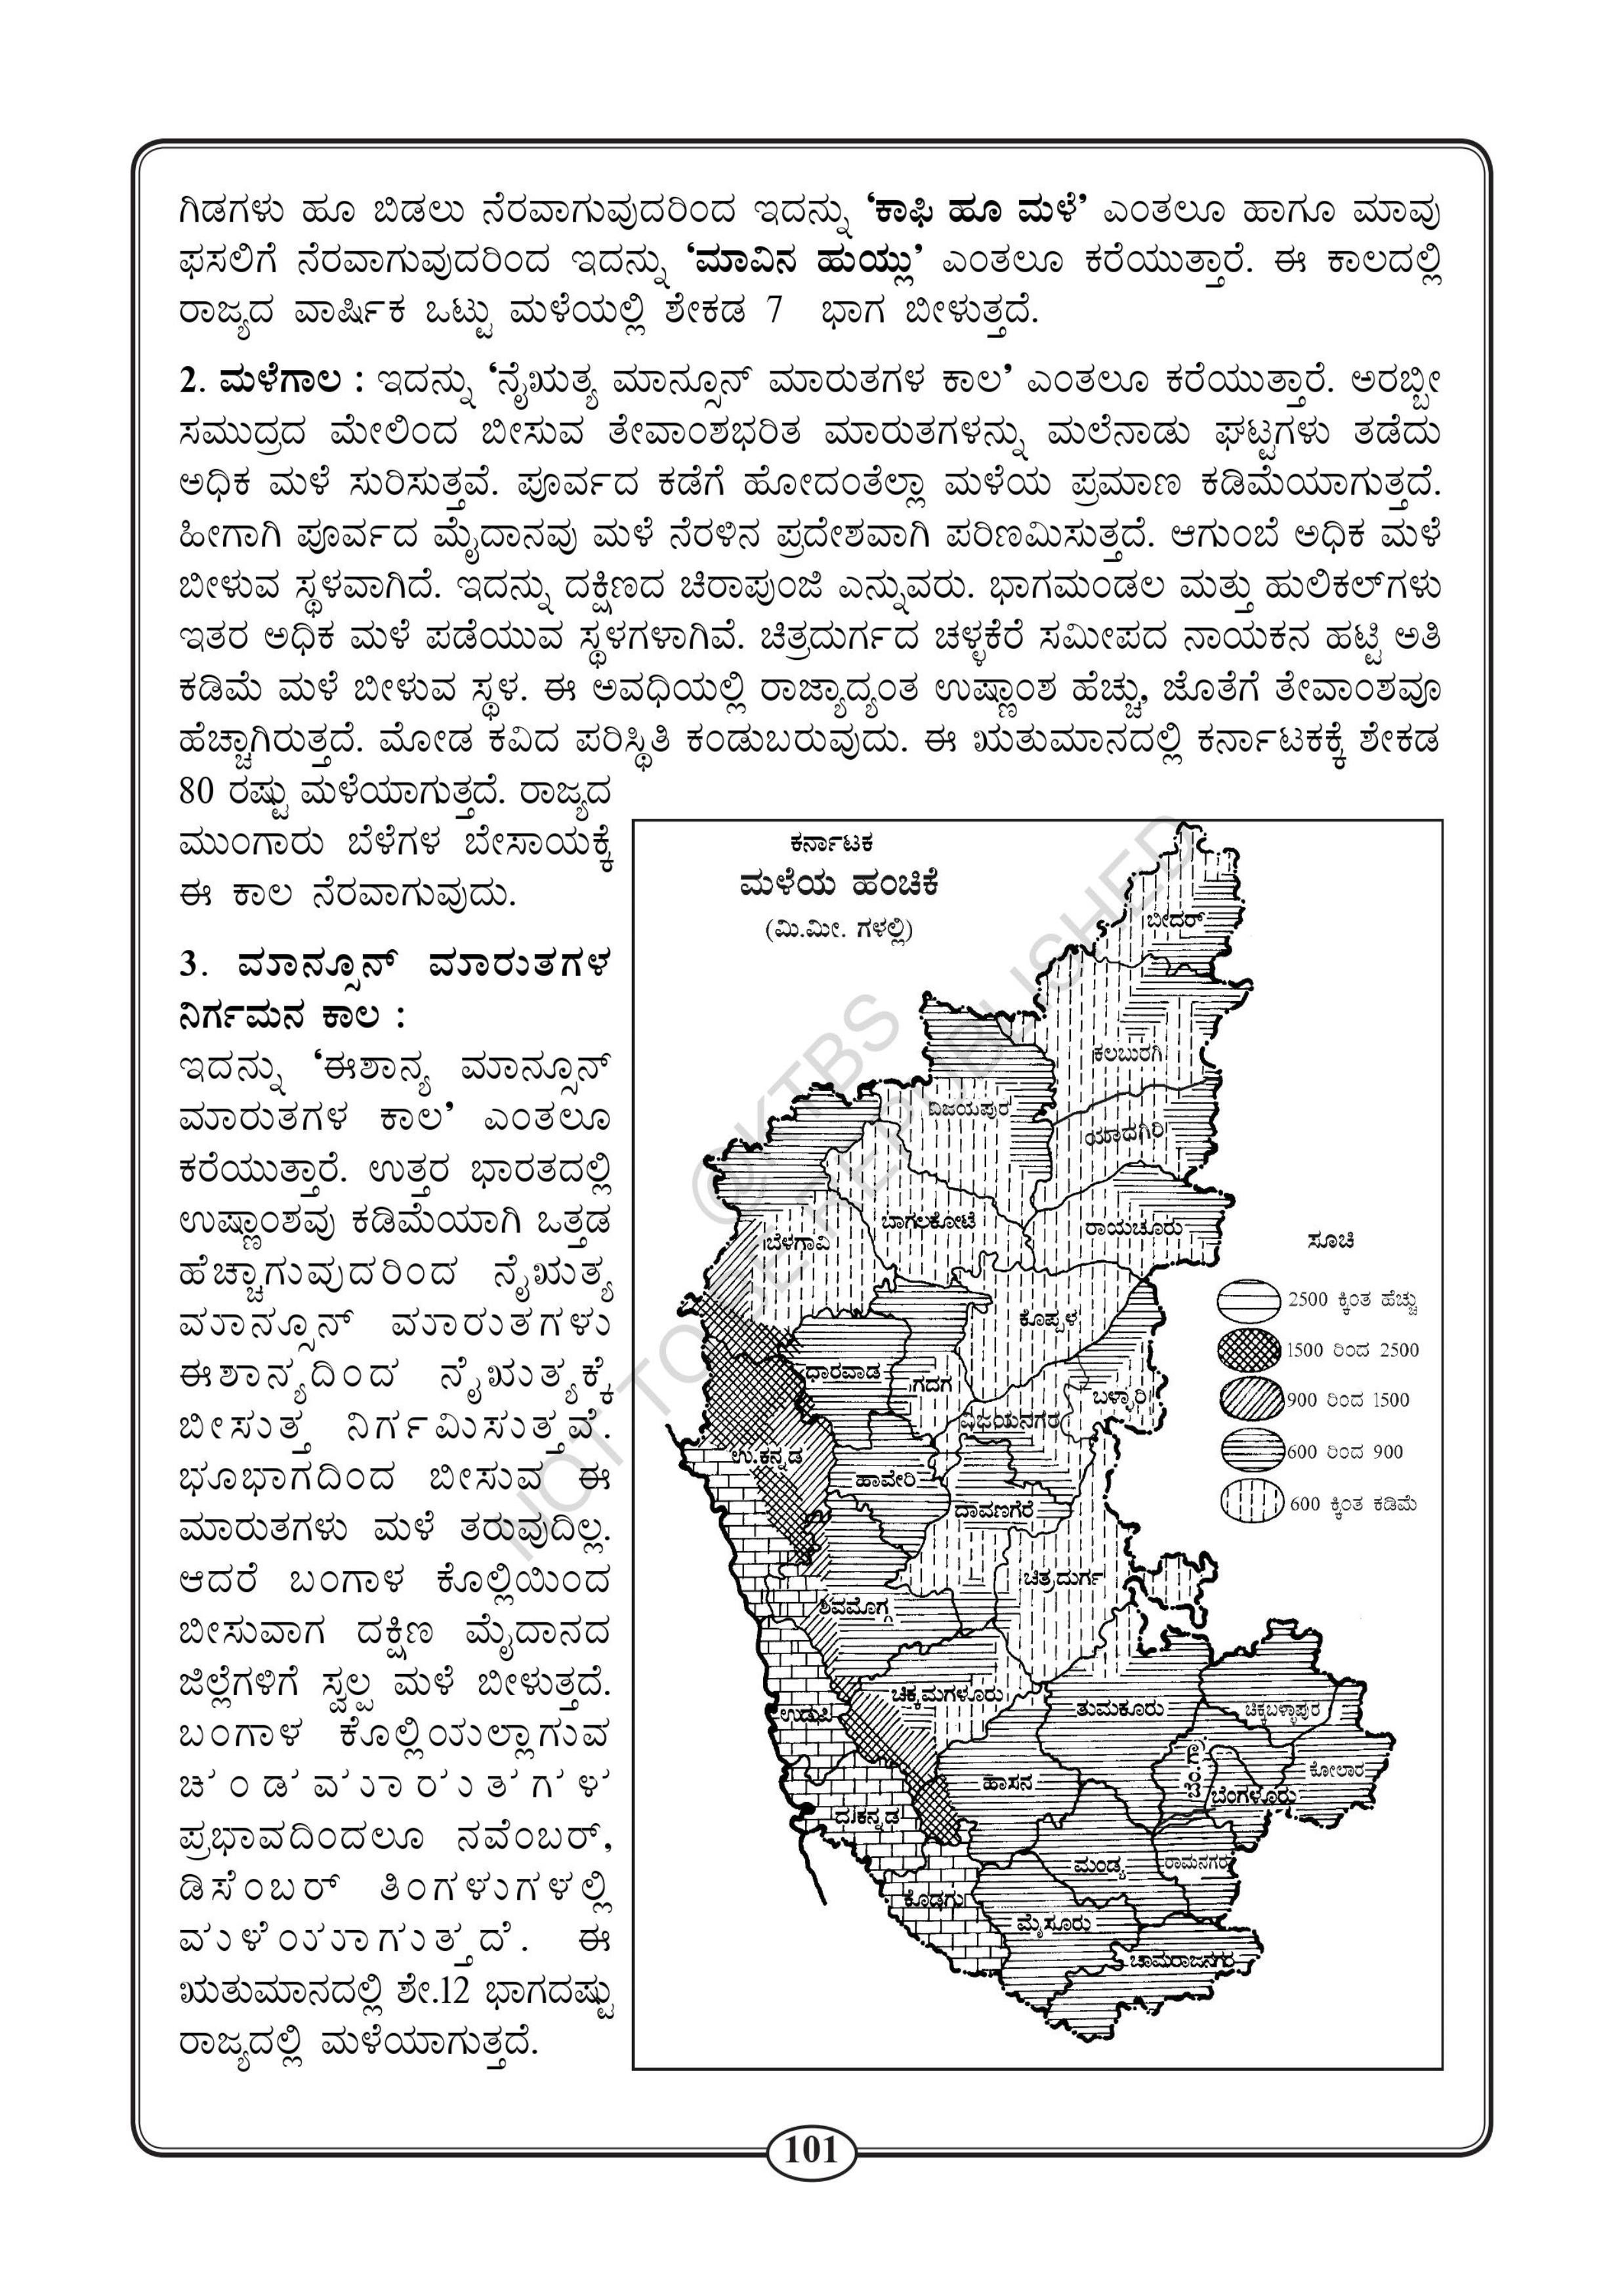 ಗಿಡಗಳು ಹೂ ಬಿಡಲು ನೆರವಾಗುವುದರಿಂದ ಇದನ್ನು ‘ಕಾಫಿ ಹೂ ಮಳೆ’ ಎಂತಲೂ ಹಾಗೂ ಮಾವು
ಫಸಲಿಗೆ ನೆರವಾಗುವುದರಿಂದ ಇದನ್ನು ‘ಮಾವಿನ ಹುಯ್ಲು’ ಎಂತಲೂ ಕರೆಯುತ್ತಾರೆ. ಈ ಕಾಲದಲ್ಲಿ
ರಾಜ್ಯದ ವಾರ್ಷಿಕ ಒಟ್ಟು ಮಳೆಯಲ್ಲಿ ಶೇಕಡ 7 ಭಾಗ ಬೀಳುತ್ತದೆ.
2. ಮಳೆಗಾಲ : ಇದನ್ನು ‘ನೈಋತ್ಯ ಮಾನ್ಸೂನ್ ಮಾರುತಗಳ ಕಾಲ’ ಎಂತಲೂ ಕರೆಯುತ್ತಾರೆ. ಅರಬ್ಬೀ
ಸಮುದ್ರದ ಮೇಲಿಂದ ಬೀಸುವ ತೇವಾಂಶಭರಿತ ಮಾರುತಗಳನ್ನು ಮಲೆನಾಡು ಘಟ್ಟಗಳು ತಡೆದು
ಅಧಿಕ ಮಳೆ ಸುರಿಸುತ್ತವೆ. ಪೂರ್ವದ ಕಡೆಗೆ ಹೋದಂತೆಲ್ಲಾ ಮಳೆಯ ಪ್ರಮಾಣ ಕಡಿಮೆಯಾಗುತ್ತದೆ.
ಹೀಗಾಗಿ ಪೂರ್ವದ ಮೈದಾನವು ಮಳೆ ನೆರಳಿನ ಪ್ರದೇಶವಾಗಿ ಪರಿಣಮಿಸುತ್ತದೆ. ಆಗುಂಬೆ ಅಧಿಕ ಮಳೆ
ಬೀಳುವ ಸ್ಥಳವಾಗಿದೆ. ಇದನ್ನು ದಕ್ಷಿಣದ ಚಿರಾಪುಂಜಿ ಎನ್ನುವರು. ಭಾಗಮಂಡಲ ಮತ್ತು ಹುಲಿಕಲ್‌ಗಳು
ಇತರ ಅಧಿಕ ಮಳೆ ಪಡೆಯುವ ಸ್ಥಳಗಳಾಗಿವೆ. ಚಿತ್ರದುರ್ಗದ ಚಳ್ಳಕೆರೆ ಸಮೀಪದ ನಾಯಕನ ಹಟ್ಟಿ ಅತಿ
ಕಡಿಮೆ ಮಳೆ ಬೀಳುವ ಸ್ಥಳ. ಈ ಅವಧಿಯಲ್ಲಿ ರಾಜ್ಯಾದ್ಯಂತ ಉಷ್ಣಾಂಶ ಹೆಚ್ಚು, ಜೊತೆಗೆ ತೇವಾಂಶವೂ
ಹೆಚ್ಚಾಗಿರುತ್ತದೆ. ಮೋಡ ಕವಿದ ಪರಿಸ್ಥಿತಿ ಕಂಡುಬರುವುದು. ಈ ಋತುಮಾನದಲ್ಲಿ ಕರ್ನಾಟಕಕ್ಕೆ ಶೇಕಡ
80 ರಷ್ಟು ಮಳೆಯಾಗುತ್ತದೆ. ರಾಜ್ಯದ
ಮುಂಗಾರು ಬೆಳೆಗಳ ಬೇಸಾಯಕ್ಕೆ
ಈ ಕಾಲ ನೆರವಾಗುವುದು.
3. ಮಾನ್ಸೂನ್ ಮಾರುತಗಳ
ನಿರ್ಗಮನ ಕಾಲ :
ಇದನ್ನು ‘ಈಶಾನ್ಯ ಮಾನ್ಸೂನ್
ಮಾರುತಗಳ ಕಾಲ’ ಎಂತಲೂ
ಕರೆಯುತ್ತಾರೆ. ಉತ್ತರ ಭಾರತದಲ್ಲಿ
ಉಷ್ಣಾಂಶವು ಕಡಿಮೆಯಾಗಿ ಒತ್ತಡ
ಹೆಚ್ಚಾಗುವುದರಿಂದ ನೈಋತ್ಯ
ಮಾನ್ಸೂನ್ ಮಾರುತಗಳು
ಈಶಾನ್ಯದಿಂದ ನೈಋತ್ಯಕ್ಕೆ
ಬೀಸುತ್ತ ನಿರ್ಗಮಿಸುತ್ತವೆ.
ಭೂಭಾಗದಿಂದ ಬೀಸುವ ಈ
ಮಾರುತಗಳು ಮಳೆ ತರುವುದಿಲ್ಲ.
ಆದರೆ ಬಂಗಾಳ ಕೊಲ್ಲಿಯಿಂದ
ಬೀಸುವಾಗ ದಕ್ಷಿಣ ಮೈದಾನದ
ಜಿಲ್ಲೆಗಳಿಗೆ ಸ್ವಲ್ಪ ಮಳೆ ಬೀಳುತ್ತದೆ.
ಬಂಗಾಳ ಕೊಲ್ಲಿಯಲ್ಲಾಗುವ
ಚಂಡಮಾರುತಗಳ
ಪ್ರಭಾವದಿಂದಲೂ ನವೆಂಬರ್,
ಡಿಸೆಂಬರ್ ತಿಂಗಳುಗಳಲ್ಲಿ
ಮಳೆಯಾಗುತ್ತದೆ. ಈ
ಋತುಮಾನದಲ್ಲಿ ಶೇ.12 ಭಾಗದಷ್ಟು
ರಾಜ್ಯದಲ್ಲಿ ಮಳೆಯಾಗುತ್ತದೆ.
ಕರ್ನಾಟಕ
ಮಳೆಯ ಹಂಚಿಕೆ
(ಮಿ.ಮೀ. ಗಳಲ್ಲಿ)
ಬೀದರ್
ಕಲಬುರಗಿ
ವಿಜಯಪುರ
ಯಾದಗಿರಿ
ಬಾಗಲಕೋಟೆ
ರಾಯಚೂರು
ಬೆಳಗಾವಿ
ಕೊಪ್ಪಳ
ಧಾರವಾಡ
ಗದಗ
ಬಳ್ಳಾರಿ
ವಿಜಯನಗರ
ಉ.ಕನ್ನಡ
ಹಾವೇರಿ
ದಾವಣಗೆರೆ
ಚಿತ್ರದುರ್ಗ
ಶಿವಮೊಗ್ಗ
ಚಿಕ್ಕಮಗಳೂರು
ಉಡುಪಿ
ತುಮಕೂರು
ಚಿಕ್ಕಬಳ್ಳಾಪುರ
ಹಾಸನ
ಬೆಂ.ಗ್ರಾ
ಬೆಂಗಳೂರು
ಕೋಲಾರ
ದ.ಕನ್ನಡ
ಮಂಡ್ಯ
ರಾಮನಗರ
ಕೊಡಗು
ಮೈಸೂರು
ಚಾಮರಾಜನಗರ
ಸೂಚಿ
2500 ಕ್ಕಿಂತ ಹೆಚ್ಚು
1500 ರಿಂದ 2500
900 ರಿಂದ 1500
600 ರಿಂದ 900
600 ಕ್ಕಿಂತ ಕಡಿಮೆ
@KTBS
NOT TO BE REPUBLISHED
101